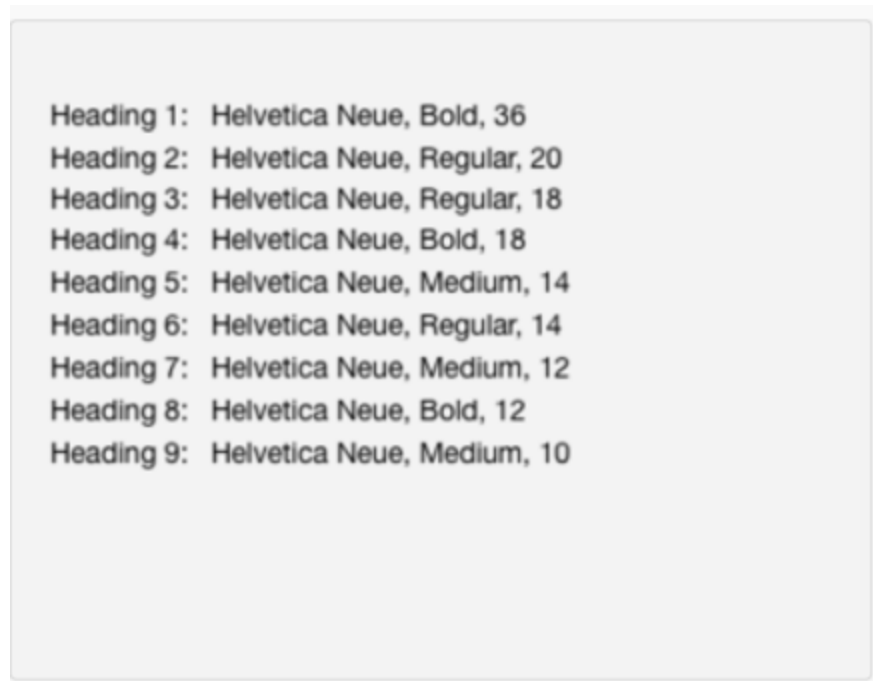 Heading 1: Helvetica Neue, Bold, 36
Heading 2: Helvetica Neue, Regular, 20
Heading 3: Helvetica Neue, Regular, 18
Heading 4: Helvetica Neue, Bold, 18
Heading 5: Helvetica Neue, Medium, 14
Heading 6: Helvetica Neue, Regular, 14
Heading 7: Helvetica Neue, Medium, 12
Heading 8: Helvetica Neue, Bold, 12
Heading 9: Helvetica Neue, Medium, 10